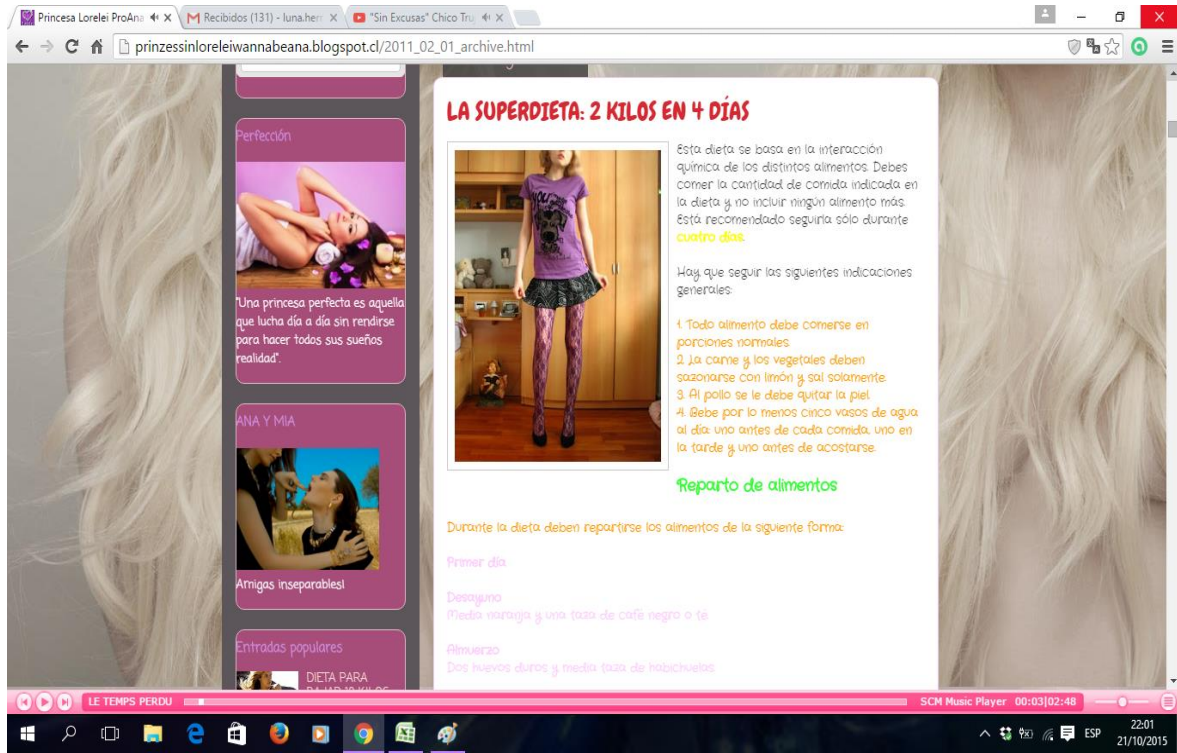 Princesa Lorelei ProAna
Recibidos (131) - luna.herr
"Sin Excusas" Chico Tru
prinzessinloreleiwannabeana.blogspot.cl/2011_02_01_archive.html
Perfección
"Una princesa perfecta es aquella
que lucha día a día sin rendirse
para hacer todos sus sueños
realidad".
ANA Y MIA
Amigas inseparables!
Entradas populares
DIETA PARA
LA SUPERDIETA: 2 KILOS EN 4 DÍAS
Esta dieta se basa en la interacción
química de los distintos alimentos. Debes
comer la cantidad de comida indicada en
la dieta y no incluir ningún alimento más.
Está recomendado seguirla sólo durante
cuatro días.
Hay que seguir las siguientes indicaciones
generales:
1. Todo alimento debe comerse en
porciones normales.
2. La carne y los vegetales deben
sazonarse con limón y sal solamente.
3. Al pollo se le debe quitar la piel.
4. Bebe por lo menos cinco vasos de agua
al día: uno antes de cada comida, uno en
la tarde y uno antes de acostarse.
Reparto de alimentos
Durante la dieta deben repartirse los alimentos de la siguiente forma:
Primer día
Desayuno
Media naranja y una taza de café negro o té.
Almuerzo
Dos huevos duros y media taza de habichuelas.
LE TEMPS PERDU
SCM Music Player 00:03|02:48
ESP
22:01
21/10/2015